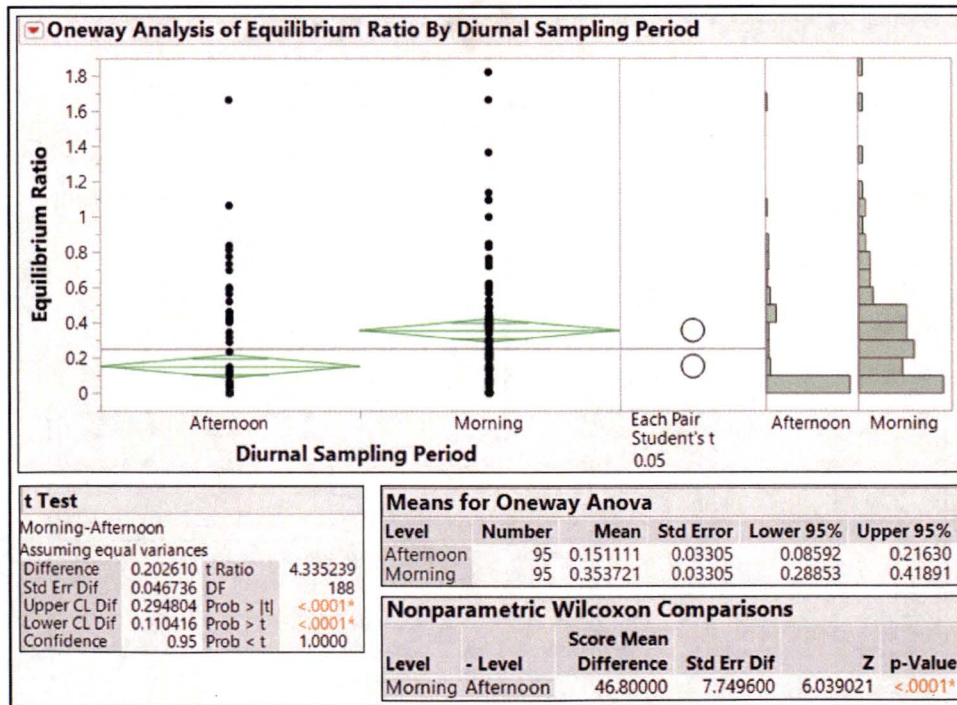 Oneway Analysis of Equilibrium Ratio By Diurnal Sampling Period
1.8
1.6
1.4
1.2
1
0.8
0.6
0.4
0.2
0
Equilibrium Ratio
Afternoon
Morning
Each Pair
Student's t
0.05
Afternoon
Morning
Diurnal Sampling Period
t Test
Morning-Afternoon
Assuming equal variances
Difference 0.202610 t Ratio 4.335239
Std Err Dif 0.046736 DF 188
Upper CL Dif 0.294804 Prob > |t| <.0001*
Lower CL Dif 0.110416 Prob > t <.0001*
Confidence 0.95 Prob < t 1.0000
Means for Oneway Anova
Level Number Mean Std Error Lower 95% Upper 95%
Afternoon 95 0.151111 0.03305 0.08592 0.21630
Morning 95 0.353721 0.03305 0.28853 0.41891
Nonparametric Wilcoxon Comparisons
Score Mean
Level - Level Difference Std Err Dif Z p-Value
Morning Afternoon 46.80000 7.749600 6.039021 <.0001*